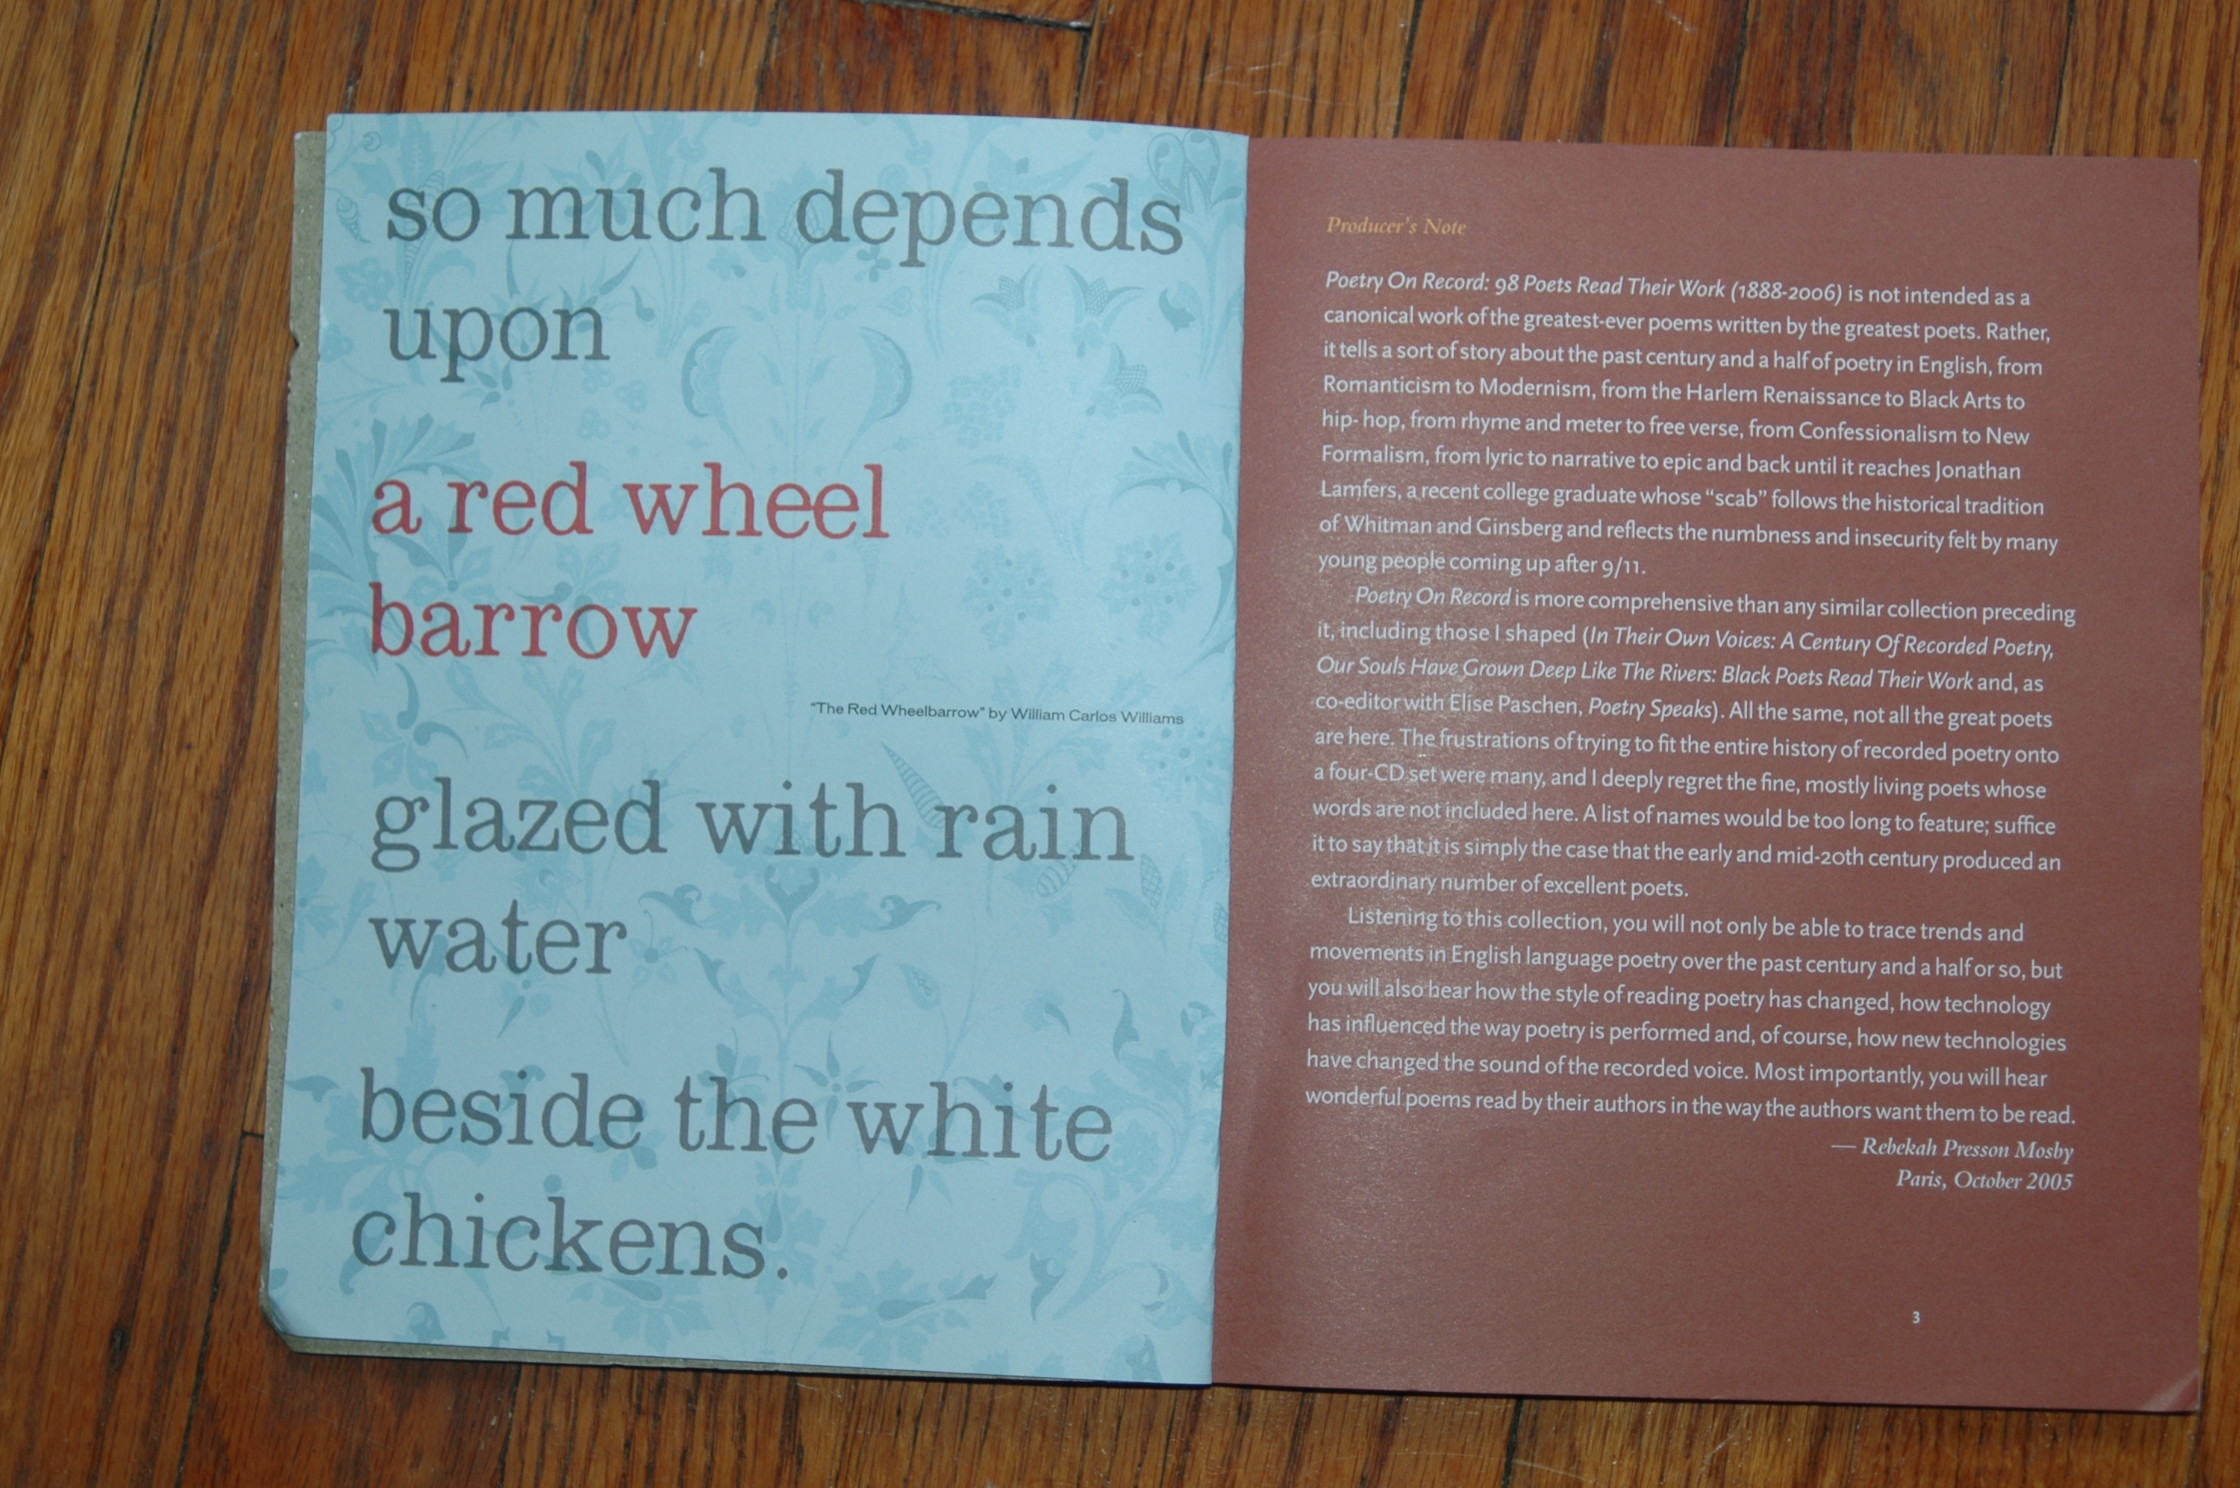 so much depends
upon
a red wheel
barrow
"The Red Wheelbarrow" by William Carlos Williams
glazed with rain
water
beside the white
chickens.
Producer's Note
Poetry On Record: 98 Poets Read Their Work (1888-2006) is not intended as a
canonical work of the greatest-ever poems written by the greatest poets. Rather,
it tells a sort of story about the past century and a half of poetry in English, from
Romanticism to Modernism, from the Harlem Renaissance to Black Arts to
hip- hop, from rhyme and meter to free verse, from Confessionalism to New
Formalism, from lyric to narrative to epic and back until it reaches Jonathan
Lamfers, a recent college graduate whose “scab” follows the historical tradition
of Whitman and Ginsberg and reflects the numbness and insecurity felt by many
young people coming up after 9/11.
Poetry On Record is more comprehensive than any similar collection preceding
it, including those I shaped (In Their Own Voices: A Century Of Recorded Poetry,
Our Souls Have Grown Deep Like The Rivers: Black Poets Read Their Work and, as
co-editor with Elise Paschen, Poetry Speaks). All the same, not all the great poets
are here. The frustrations of trying to fit the entire history of recorded poetry onto
a four-CD set were many, and I deeply regret the fine, mostly living poets whose
words are not included here. A list of names would be too long to feature; suffice
it to say that it is simply the case that the early and mid-20th century produced an
extraordinary number of excellent poets.
Listening to this collection, you will not only be able to trace trends and
movements in English language poetry over the past century and a half or so, but
you will also hear how the style of reading poetry has changed, how technology
has influenced the way poetry is performed and, of course, how new technologies
have changed the sound of the recorded voice. Most importantly, you will hear
wonderful poems read by their authors in the way the authors want them to be read.
— Rebekah Presson Mosby
Paris, October 2005
3